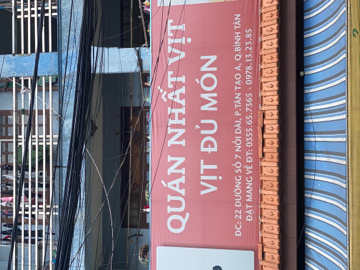 QUÁN NHẤT VỊT
VỊT ĐỦ MÓN
ĐC: 22 ĐƯỜNG SỐ 7 NỐI DÀI, P.TÂN TẠO A, Q.BÌNH TÂN
ĐẶT MANG VỀ ĐT: 0355.65.7365 - 0978.13.23.85